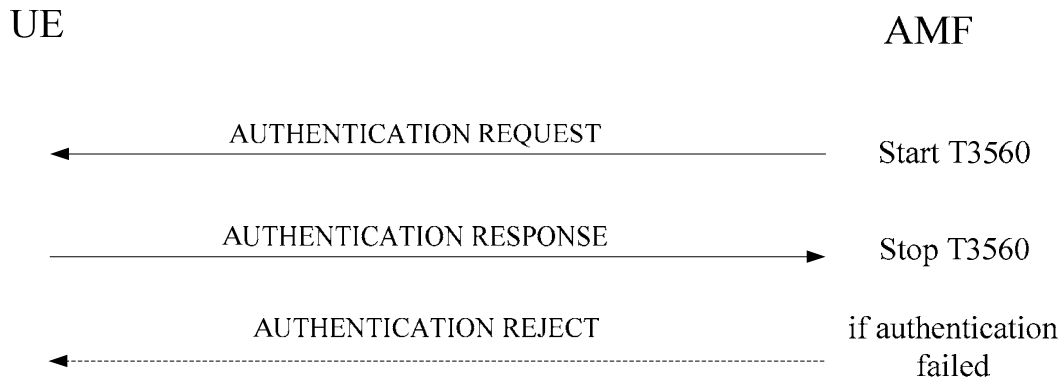 UE
AMF
AUTHENTICATION REQUEST
Start T3560
AUTHENTICATION RESPONSE
Stop T3560
AUTHENTICATION REJECT
if authentication
failed